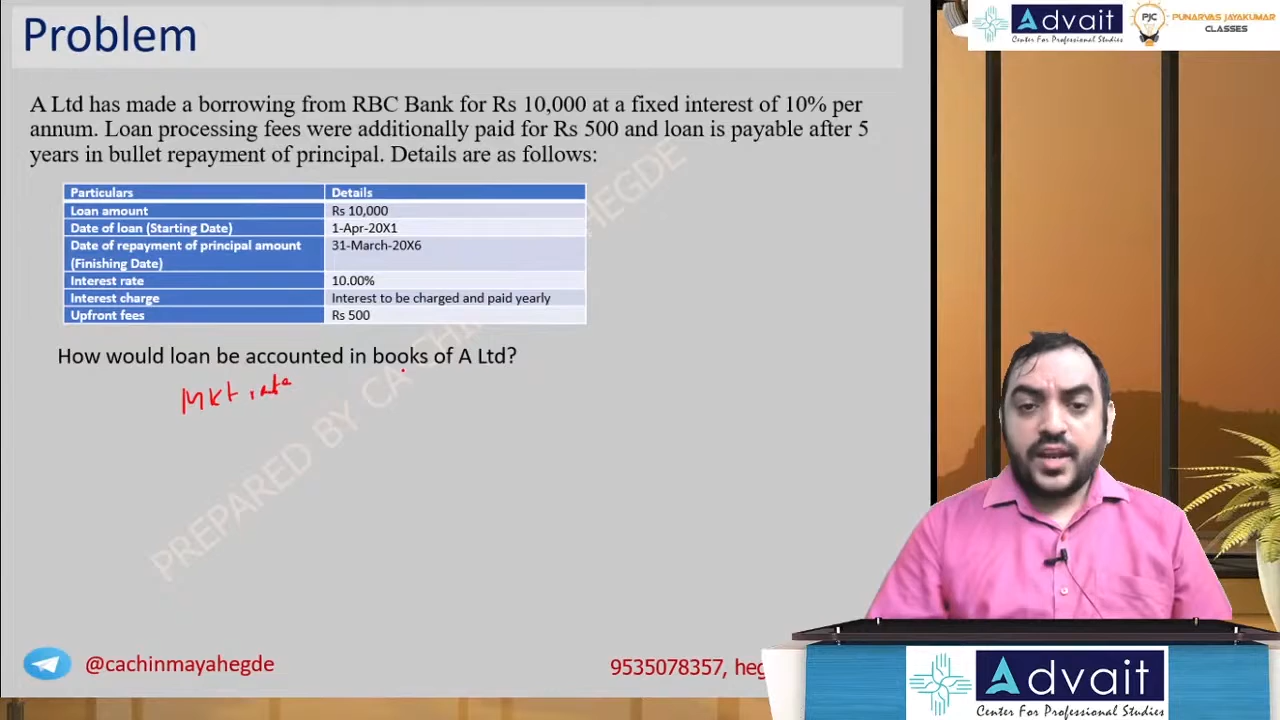 Problem
Advait
Center For Professional Studies
PJC
PUNARVAS JAYAKUMAR
CLASSES
A Ltd has made a borrowing from RBC Bank for Rs 10,000 at a fixed interest of 10% per
annum. Loan processing fees were additionally paid for Rs 500 and loan is payable after 5
years in bullet repayment of principal. Details are as follows:
Particulars Details
Loan amount Rs 10,000
Date of loan (Starting Date) 1-Apr-20X1
Date of repayment of principal amount 31-March-20X6
(Finishing Date)
Interest rate 10.00%
Interest charge Interest to be charged and paid yearly
Upfront fees Rs 500
How would loan be accounted in books of A Ltd?
Mkt rate
PREPARED BY CA CHIN HEGDE
@cachinmayahegde
9535078357, heg
Advait
Center For Professional Studies